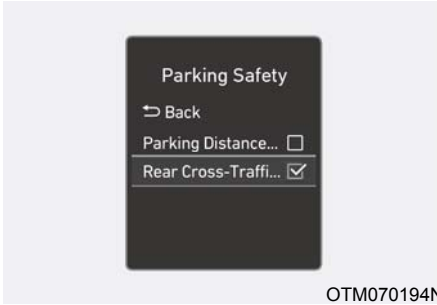 Parking Safety
Back
Parking Distance...
Rear Cross-Traffi...
OTM070194N